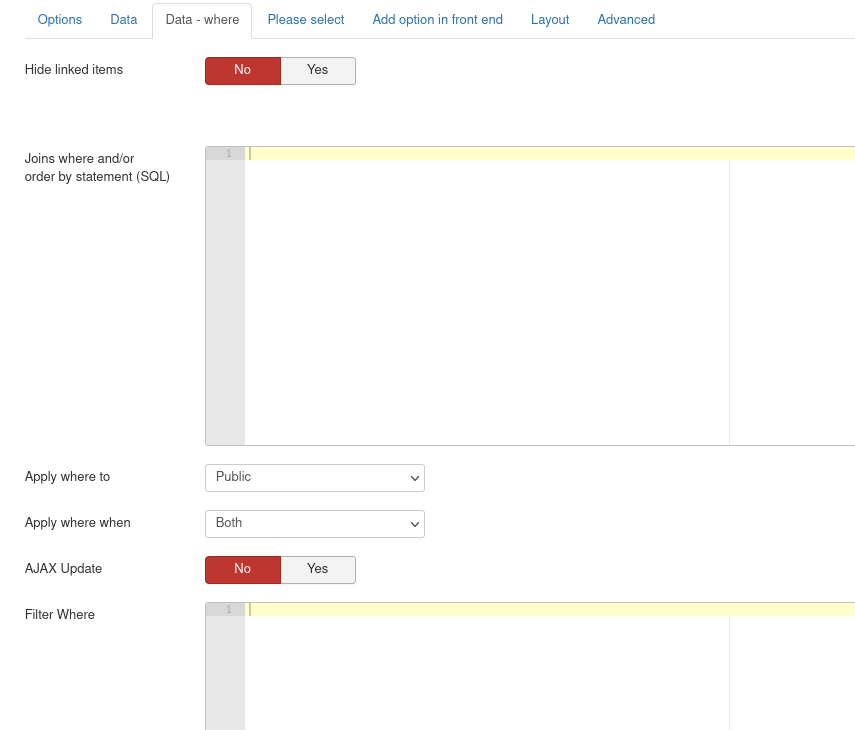 Options Data Data - where Please select Add option in front end Layout Advanced
Hide linked items No Yes
Joins where and/or 1
order by statement (SQL)
Apply where to Public
Apply where when Both
AJAX Update No Yes
Filter Where 1